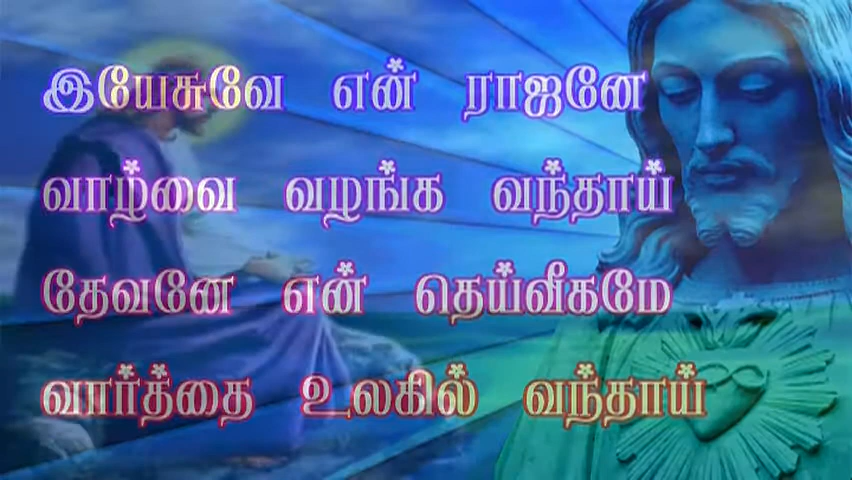 இயேசுவே என் ராஜனே
வாழ்வை வழங்க வந்தாய்
தேவனே என் தெய்வீகமே
வார்த்தை உலகில் வந்தாய்